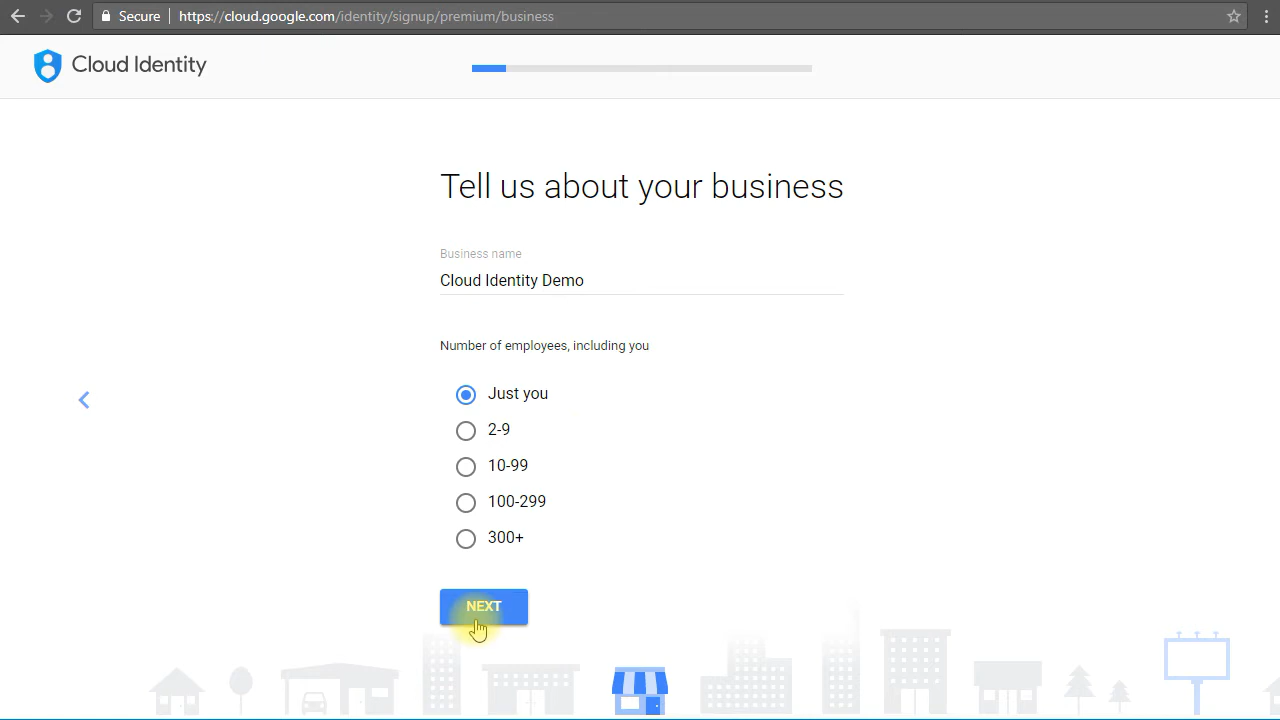 Secure
https://cloud.google.com/identity/signup/premium/business
Cloud Identity
Tell us about your business
Business name
Cloud Identity Demo
Number of employees, including you
Just you
2-9
10-99
100-299
300+
NEXT